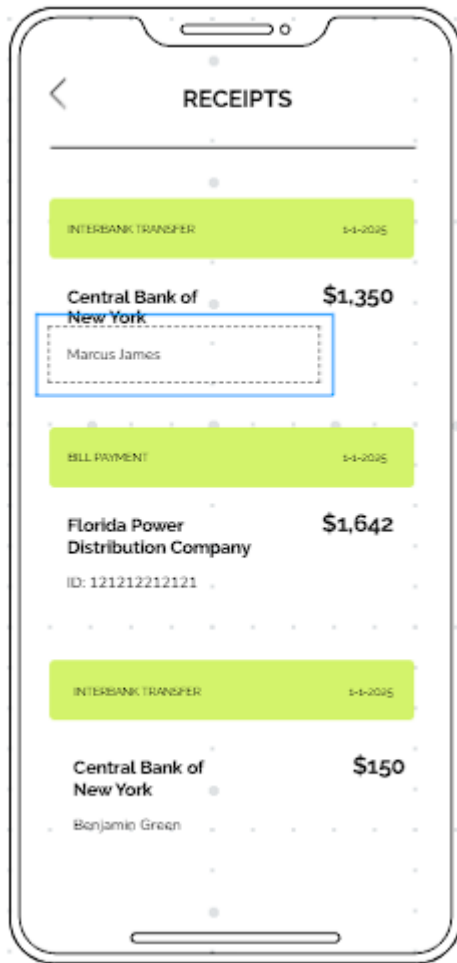 RECEIPTS
INTERBANK TRANSFER 1-1-2025
Central Bank of $1,350
New York
Marcus James
BILL PAYMENT 1-1-2025
Florida Power $1,642
Distribution Company
ID: 121212212121
INTERBANK TRANSFER 1-1-2025
Central Bank of $150
New York
Benjamin Green